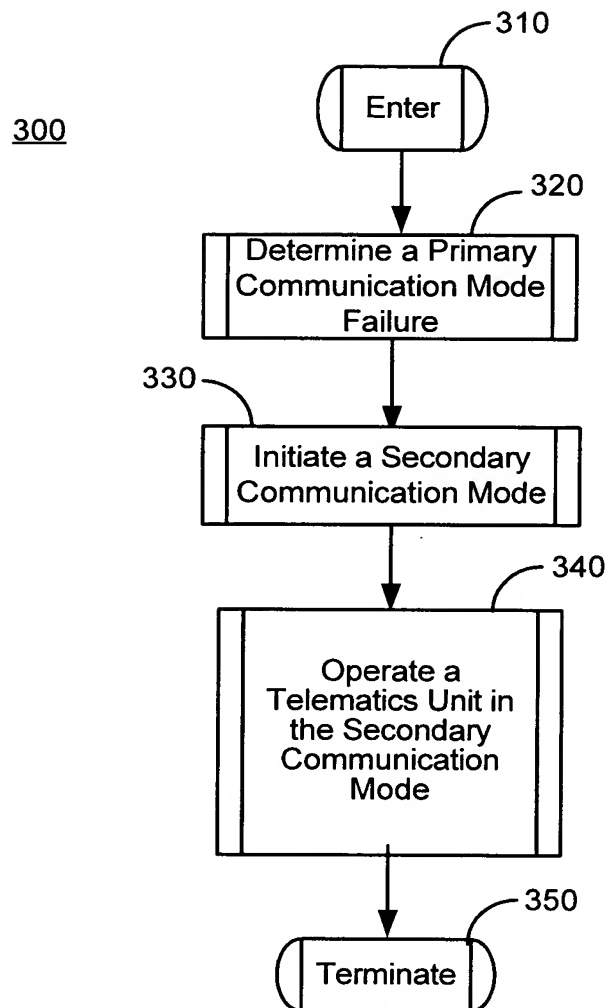 310
Enter
300
320
Determine a Primary
Communication Mode
Failure
330
Initiate a Secondary
Communication Mode
340
Operate a
Telematics Unit in
the Secondary
Communication
Mode
350
Terminate